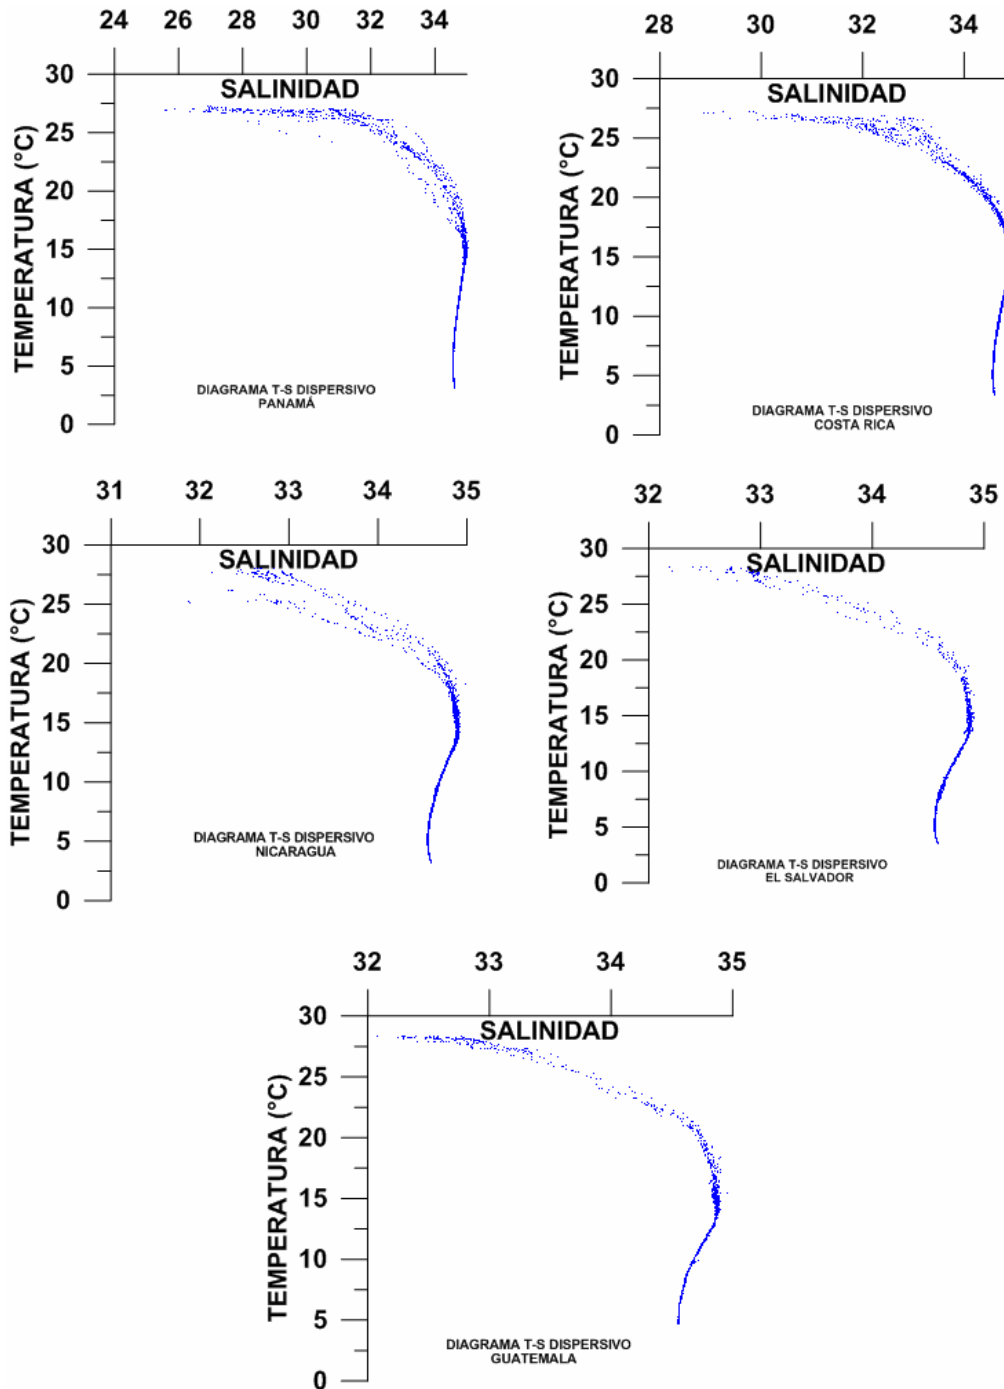 24 26 28 30 32 34
SALINIDAD
TEMPERATURA (°C)
30
25
20
15
10
5
0
DIAGRAMA T-S DISPERSIVO
PANAMÁ
28 30 32 34
SALINIDAD
TEMPERATURA (°C)
30
25
20
15
10
5
0
DIAGRAMA T-S DISPERSIVO
COSTA RICA
31 32 33 34 35
SALINIDAD
TEMPERATURA (°C)
30
25
20
15
10
5
0
DIAGRAMA T-S DISPERSIVO
NICARAGUA
32 33 34 35
SALINIDAD
TEMPERATURA (°C)
30
25
20
15
10
5
0
DIAGRAMA T-S DISPERSIVO
EL SALVADOR
32 33 34 35
SALINIDAD
TEMPERATURA (°C)
30
25
20
15
10
5
0
DIAGRAMA T-S DISPERSIVO
GUATEMALA